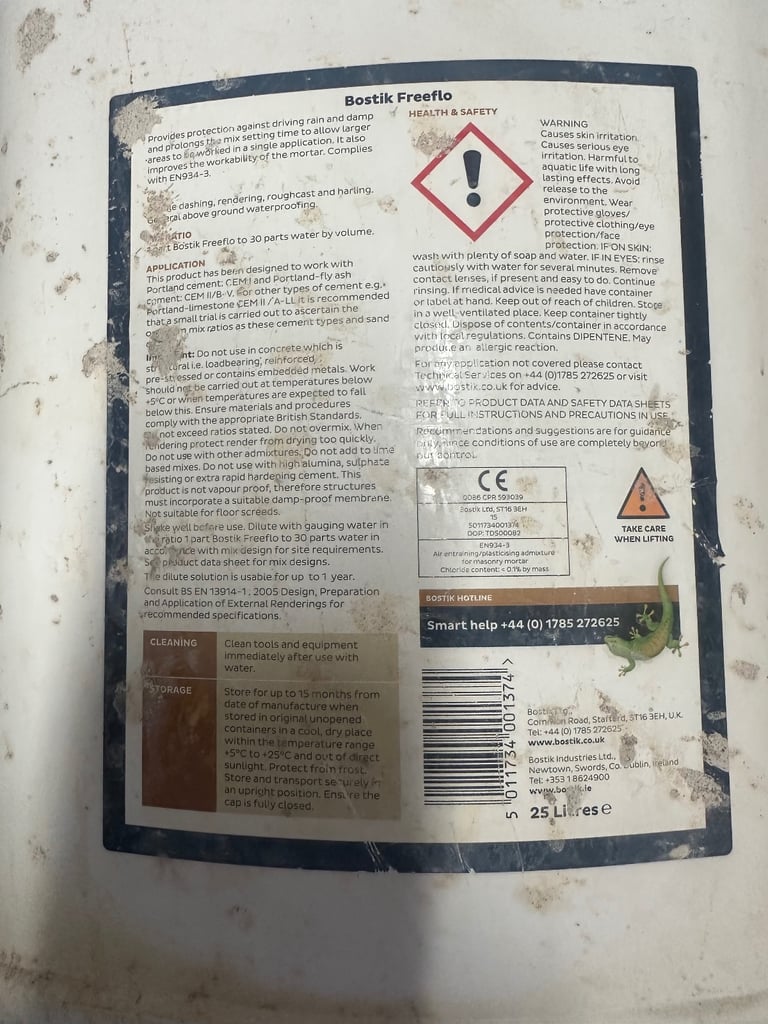 Bostik Freeflo
Provides protection against driving rain and damp
and prolongs the mix setting time to allow larger
areas to be worked in a single application. It also
improves the workability of the mortar. Complies
with EN934-3.
dashing, rendering, roughcast and harling.
General above ground waterproofing.
RATIO
Bostik Freeflo to 30 parts water by volume.
APPLICATION
This product has been designed to work with
Portland cement: CEM I and Portland-fly ash
cement: CEM II/B-V. For other types of cement e.g.
Portland-limestone CEM II /A-LL it is recommended
that a small trial is carried out to ascertain the
mix ratios as these cement types and sand
Important: Do not use in concrete which is
structural i.e. loadbearing, reinforced,
pre-stressed or contains embedded metals. Work
should not be carried out at temperatures below
+5°C or when temperatures are expected to fall
below this. Ensure materials and procedures
comply with the appropriate British Standards.
Do not exceed ratios stated. Do not overmix. When
rendering protect render from drying too quickly.
Do not use with other admixtures. Do not add to lime
based mixes. Do not use with high alumina, sulphate
resisting or extra rapid hardening cement. This
product is not vapour proof, therefore structures
must incorporate a suitable damp-proof membrane.
Not suitable for floor screeds.
Shake well before use. Dilute with gauging water in
the ratio 1 part Bostik Freeflo to 30 parts water in
accordance with mix design for site requirements.
See product data sheet for mix designs.
The dilute solution is usable for up to 1 year.
Consult BS EN 13914-1, 2005 Design, Preparation
and Application of External Renderings for
recommended specifications.
CLEANING
Clean tools and equipment
immediately after use with
water.
STORAGE
Store for up to 15 months from
date of manufacture when
stored in original unopened
containers in a cool, dry place
within the temperature range
+5°C to +25°C and out of direct
sunlight. Protect from frost.
Store and transport securely in
an upright position. Ensure the
cap is fully closed.
HEALTH & SAFETY
WARNING
Causes skin irritation.
Causes serious eye
irritation. Harmful to
aquatic life with long
lasting effects. Avoid
release to the
environment. Wear
protective gloves/
protective clothing/eye
protection/face
protection. IF ON SKIN:
wash with plenty of soap and water. IF IN EYES: rinse
cautiously with water for several minutes. Remove
contact lenses, if present and easy to do. Continue
rinsing. If medical advice is needed have container
or label at hand. Keep out of reach of children. Store
in a well-ventilated place. Keep container tightly
closed. Dispose of contents/container in accordance
with local regulations. Contains DIPENTENE. May
produce an allergic reaction.
For any application not covered please contact
Technical Services on +44 (0)1785 272625 or visit
www.bostik.co.uk for advice.
REFER TO PRODUCT DATA AND SAFETY DATA SHEETS
FOR FULL INSTRUCTIONS AND PRECAUTIONS IN USE.
Recommendations and suggestions are for guidance
only, since conditions of use are completely beyond
our control.
CE
0086 CPR 593039
Bostik Ltd, ST16 3EH
15
5011734001374
DOP: TDS00082
EN934-3
Air entraining/plasticising admixture
for masonry mortar
Chloride content: < 0.1% by mass
TAKE CARE
WHEN LIFTING
BOSTIK HOTLINE
Smart help +44 (0) 1785 272625
5 011734 001374 >
Bostik Ltd.,
Common Road, Stafford, ST16 3EH, U.K.
Tel: +44 (0) 1785 272625
www.bostik.co.uk
Bostik Industries Ltd.,
Newtown, Swords, Co. Dublin, Ireland
Tel: +353 1 8624900
www.bostik.ie
25 Litres e